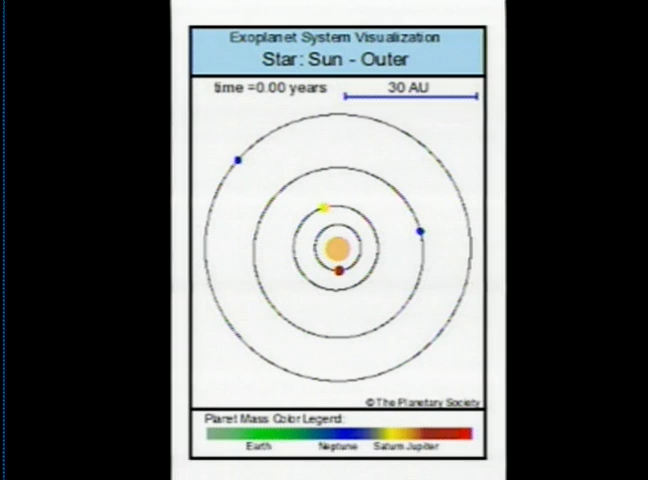 Exoplanet System Visualization
Star: Sun - Outer
time =0.00 years
30 AU
©The Planetary Society
Planet Mass Color Legend:
Earth Neptune Saturn Jupiter